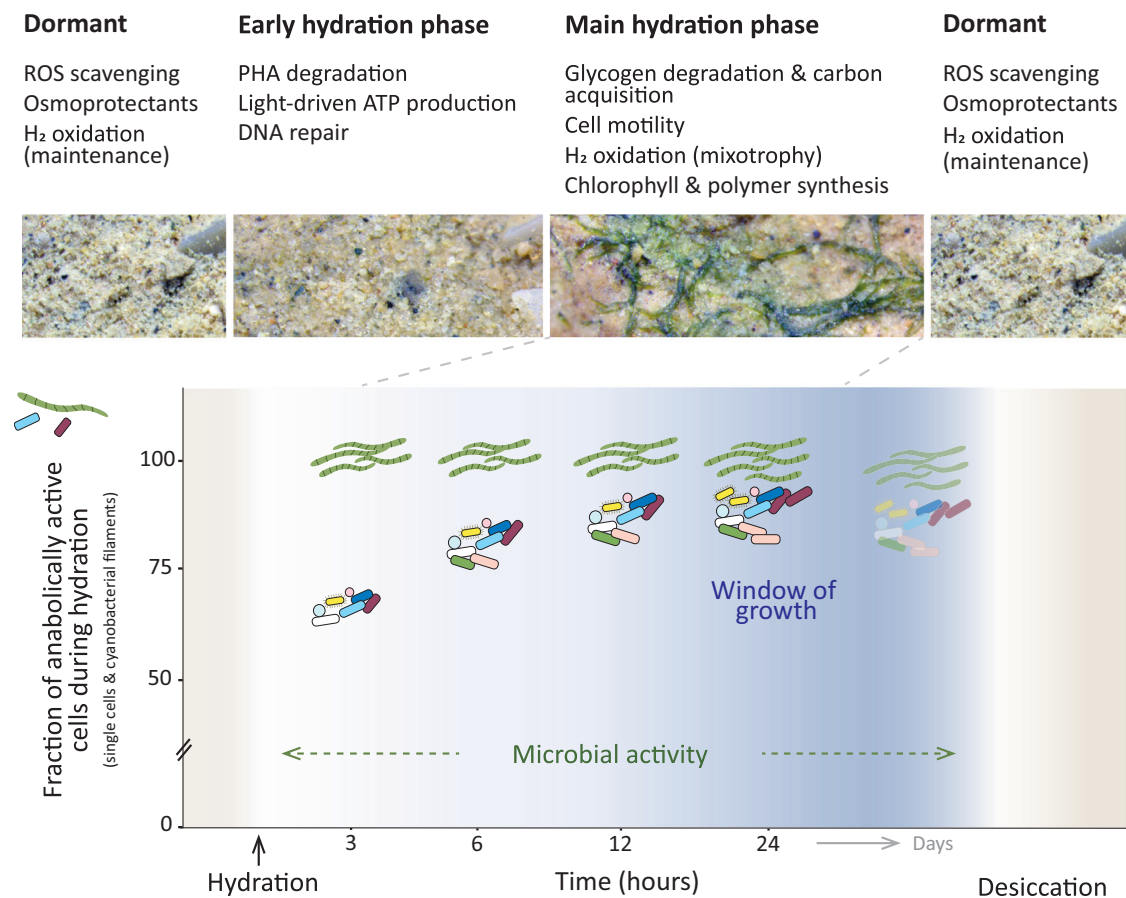 Dormant
ROS scavenging
Osmoprotectants
H₂ oxidation
(maintenance)
Early hydration phase
PHA degradation
Light-driven ATP production
DNA repair
Main hydration phase
Glycogen degradation & carbon
acquisition
Cell motility
H₂ oxidation (mixotrophy)
Chlorophyll & polymer synthesis
Dormant
ROS scavenging
Osmoprotectants
H₂ oxidation
(maintenance)
Fraction of anabolically active
cells during hydration
(single cells & cyanobacterial filaments)
100
75
50
0
Window of
growth
Microbial activity
3
6
12
24
Days
Hydration
Time (hours)
Desiccation